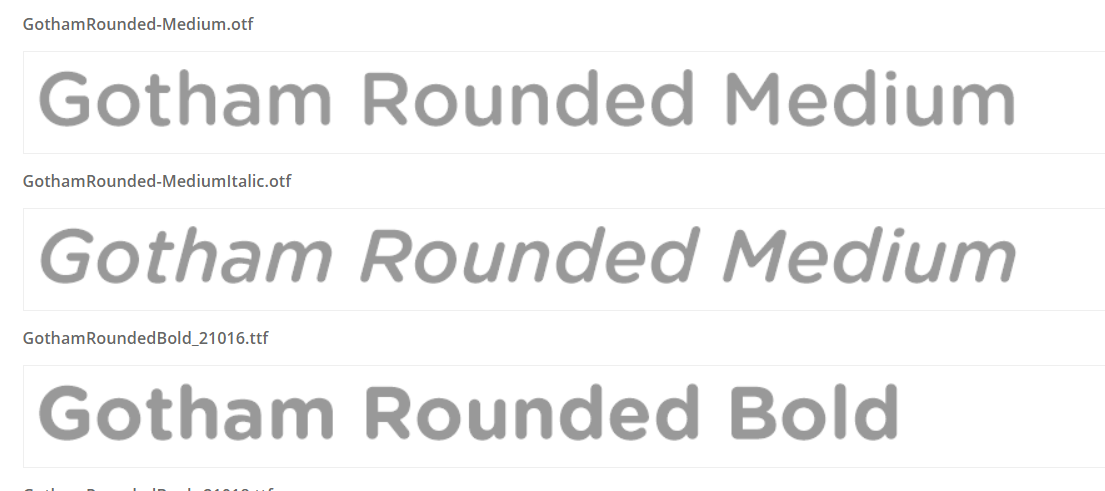 GothamRounded-Medium.otf
Gotham Rounded Medium
GothamRounded-MediumItalic.otf
Gotham Rounded Medium
GothamRoundedBold_21016.ttf
Gotham Rounded Bold